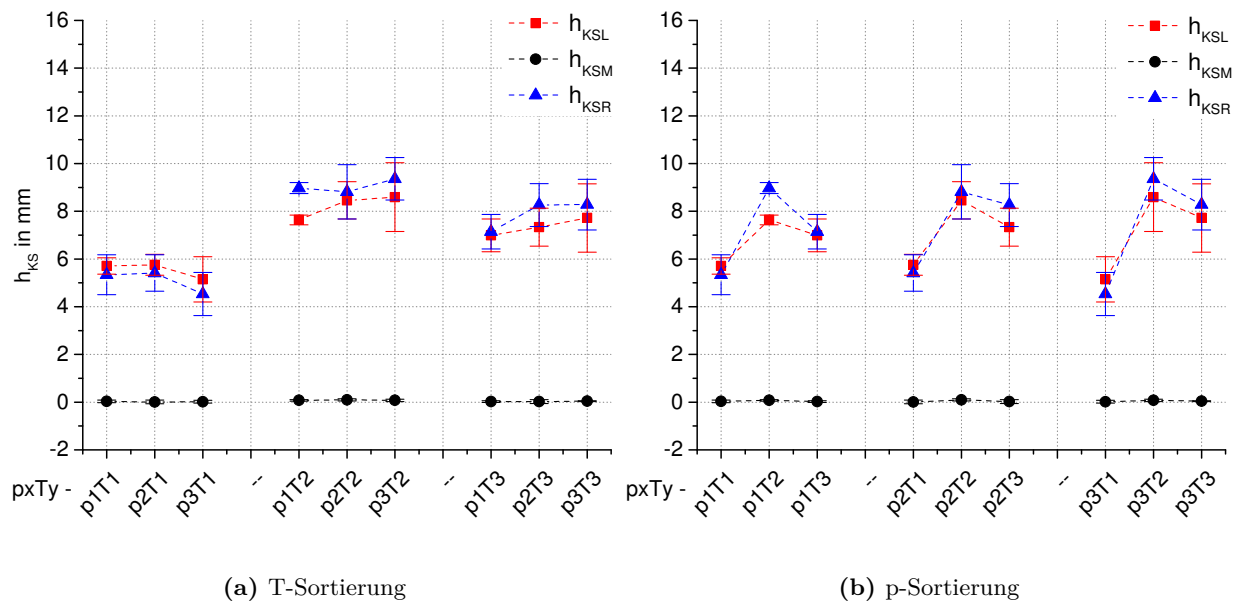 16
14
12
10
8
6
4
2
0
-2
h_KS in mm
h_KSL
h_KSM
h_KSR
pxTy -
p1T1
p2T1
p3T1
--
p1T2
p2T2
p3T2
--
p1T3
p2T3
p3T3
(a) T-Sortierung
16
14
12
10
8
6
4
2
0
-2
h_KSL
h_KSM
h_KSR
pxTy -
p1T1
p1T2
p1T3
--
p2T1
p2T2
p2T3
--
p3T1
p3T2
p3T3
(b) p-Sortierung